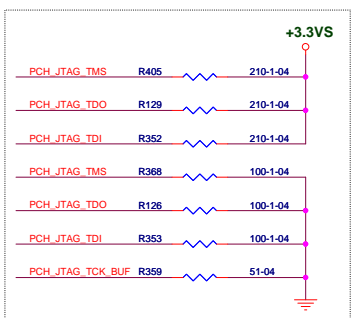 +3.3VS
PCH_JTAG_TMS R405 210-1-04
PCH_JTAG_TDO R129 210-1-04
PCH_JTAG_TDI R352 210-1-04
PCH_JTAG_TMS R368 100-1-04
PCH_JTAG_TDO R126 100-1-04
PCH_JTAG_TDI R353 100-1-04
PCH_JTAG_TCK_BUF R359 51-04